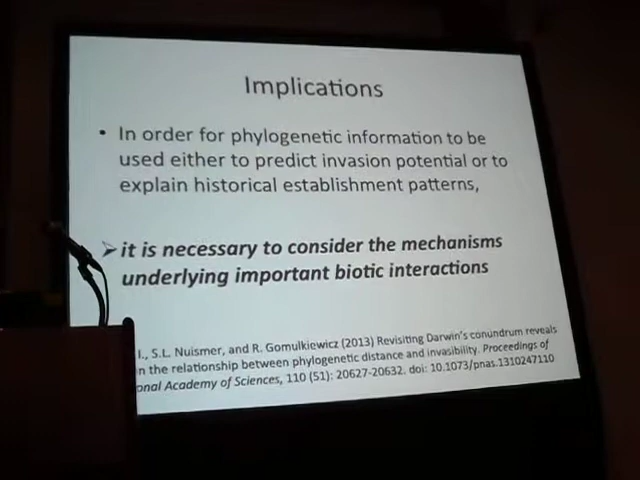 Implications
• In order for phylogenetic information to be
used either to predict invasion potential or to
explain historical establishment patterns,
➢ it is necessary to consider the mechanisms
underlying important biotic interactions
I., S.L. Nuismer, and R. Gomulkiewicz (2013) Revisiting Darwin's conundrum reveals
n the relationship between phylogenetic distance and invasibility. Proceedings of
onal Academy of Sciences, 110 (51): 20627-20632. doi: 10.1073/pnas.1310247110